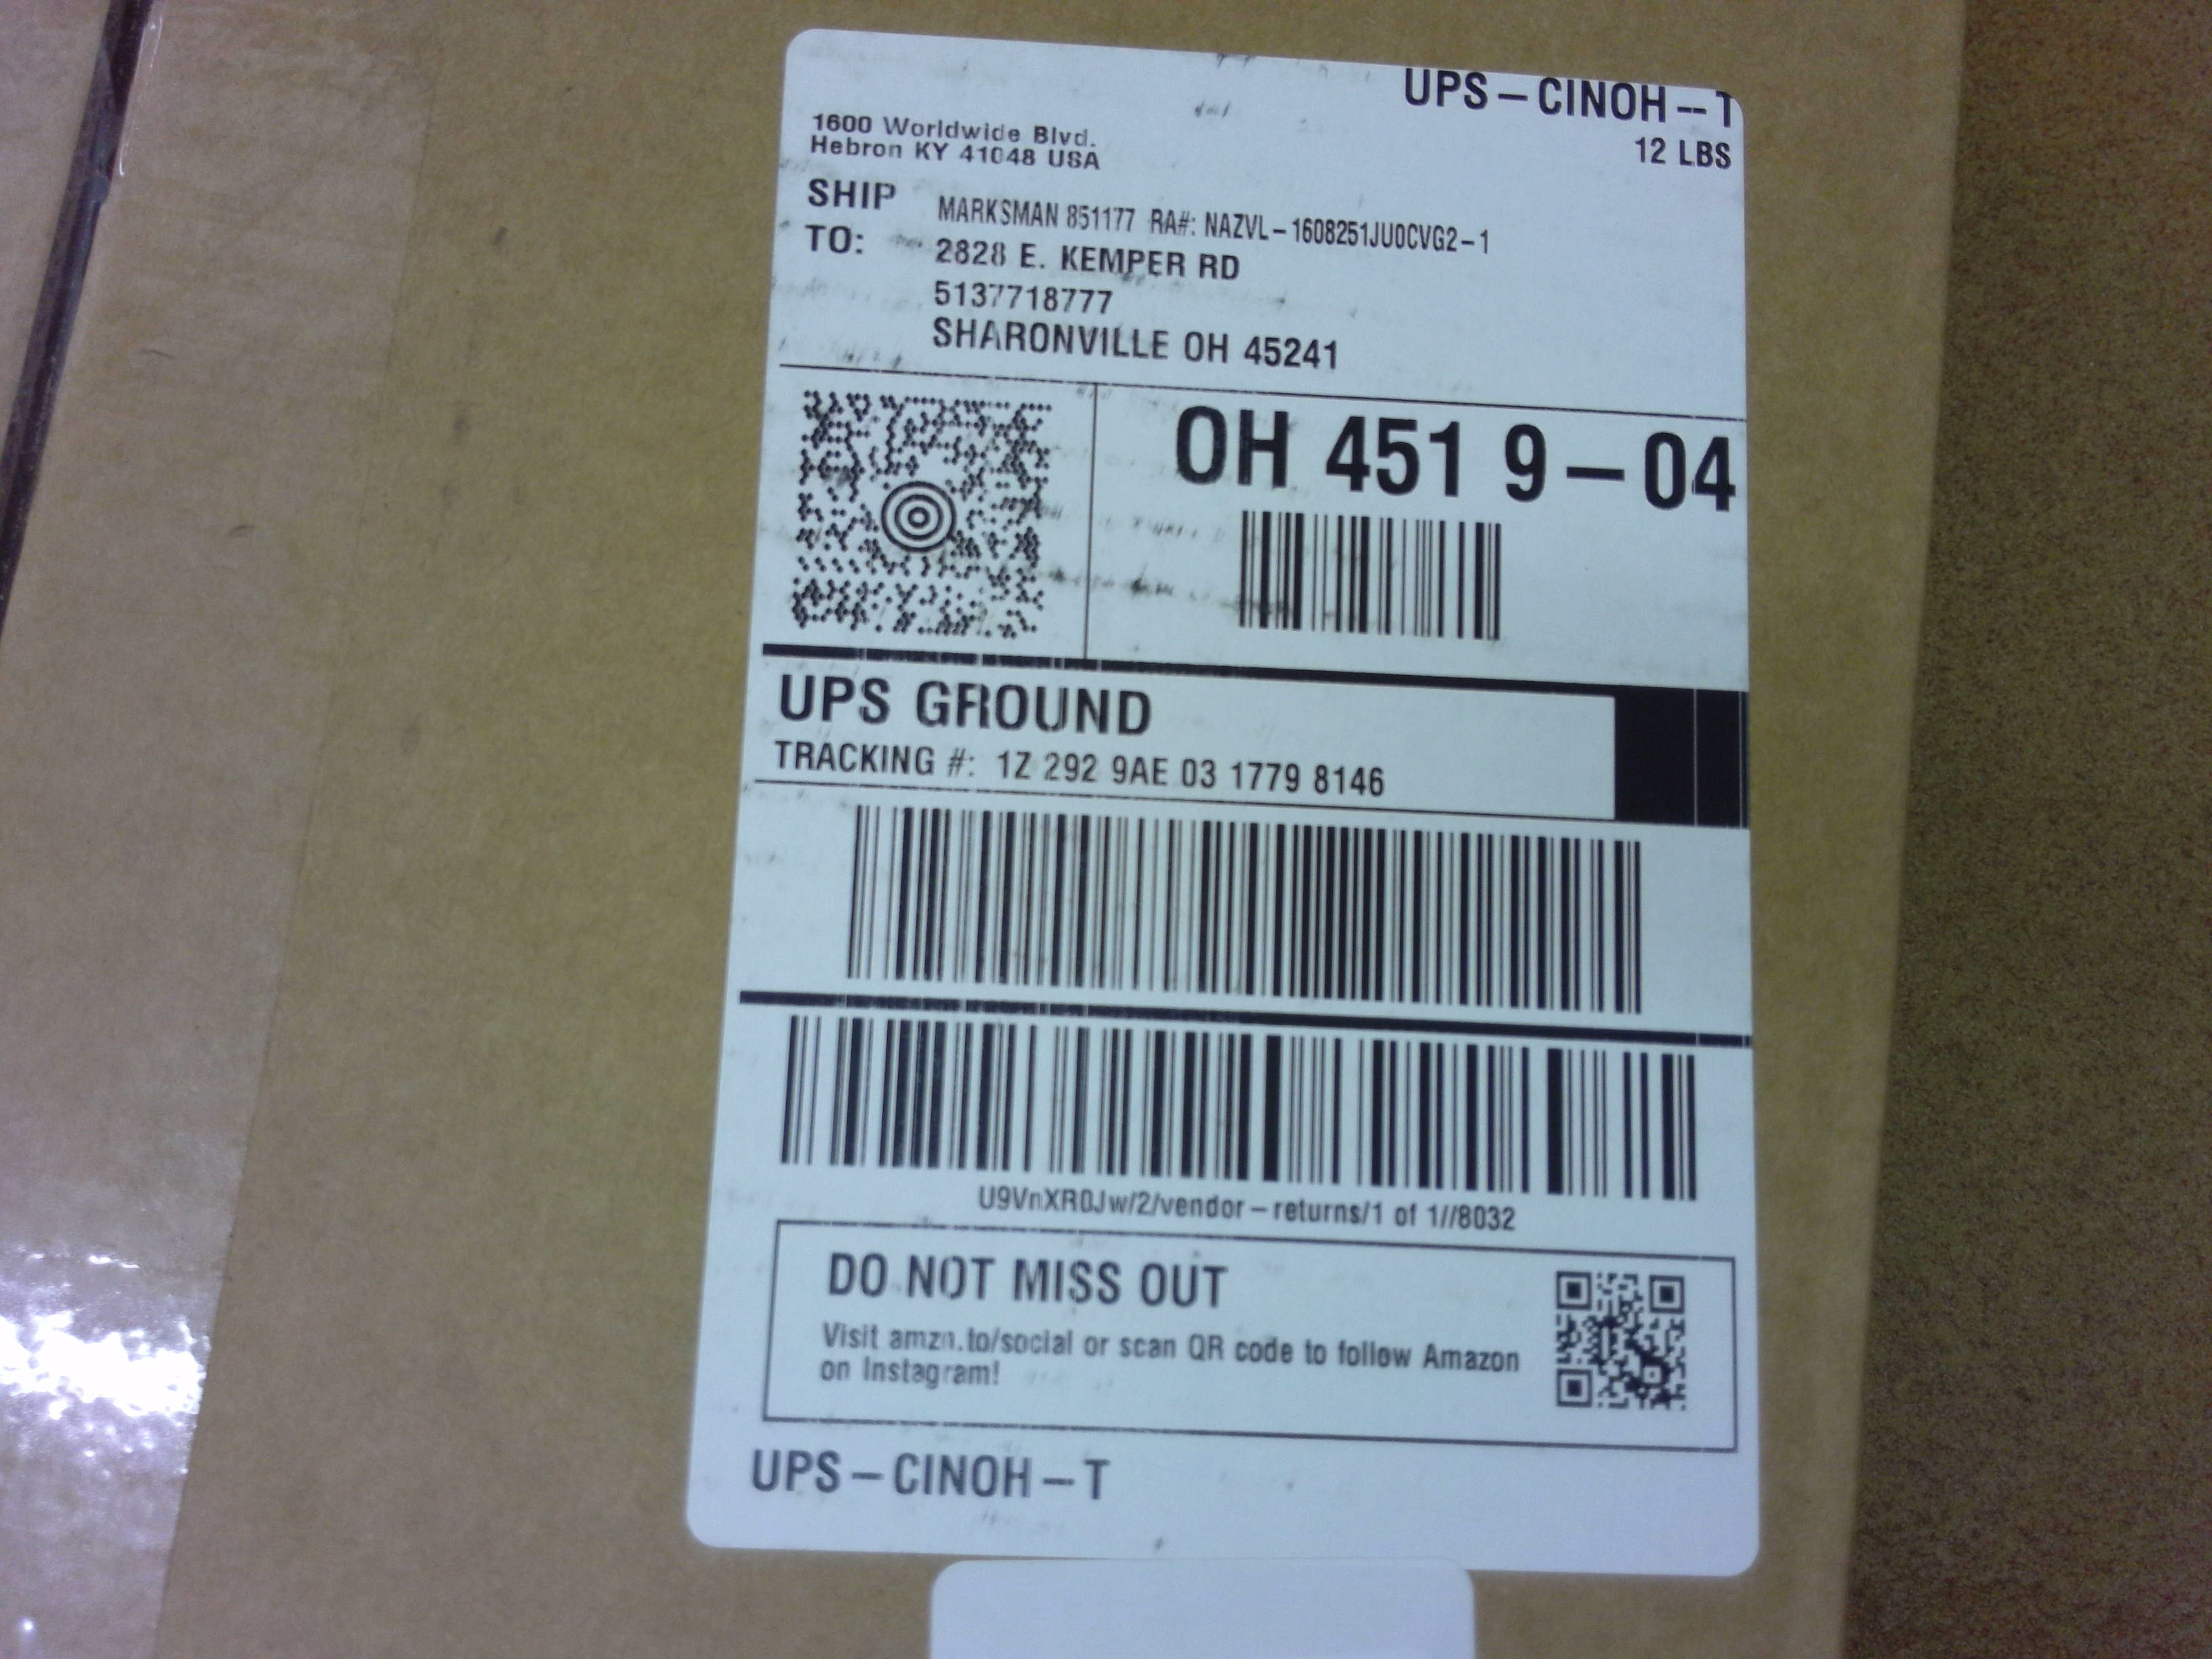 UPS-CINOH-T
12 LBS
1600 Worldwide Blvd.
Hebron KY 41048 USA
SHIP TO:
MARKSMAN 851177 RA#: NAZVL-1608251JU0CVG2-1
2828 E. KEMPER RD
5137718777
SHARONVILLE OH 45241
OH 451 9-04
UPS GROUND
TRACKING #: 1Z 292 9AE 03 1779 8146
U9VnXR0Jw/2/vendor-returns/1 of 1//8032
DO NOT MISS OUT
Visit amzn.to/social or scan QR code to follow Amazon
on Instagram!
UPS-CINOH-T